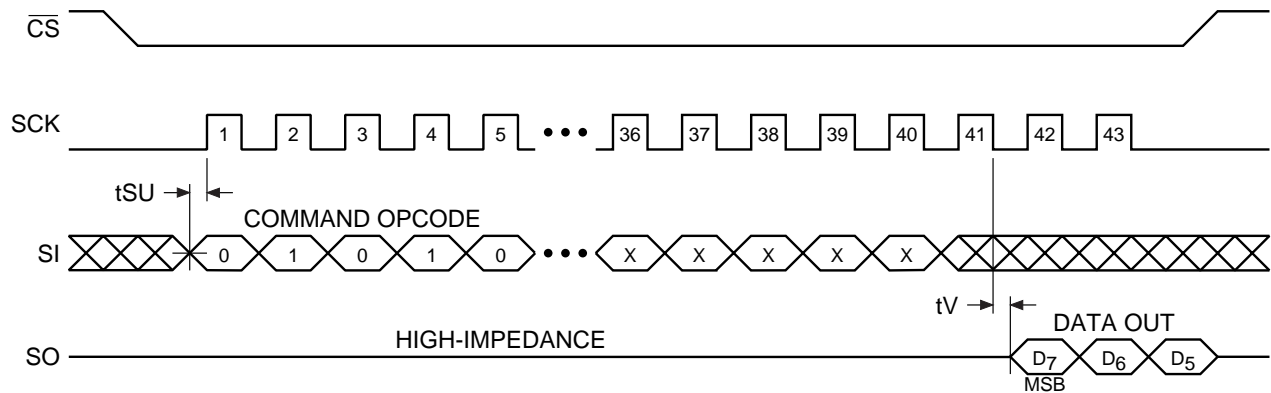 CS
SCK
1 2 3 4 5 ••• 36 37 38 39 40 41 42 43
tSU
COMMAND OPCODE
SI
0 1 0 1 0 ••• X X X X X
tV
DATA OUT
HIGH-IMPEDANCE
SO
D7 D6 D5
MSB